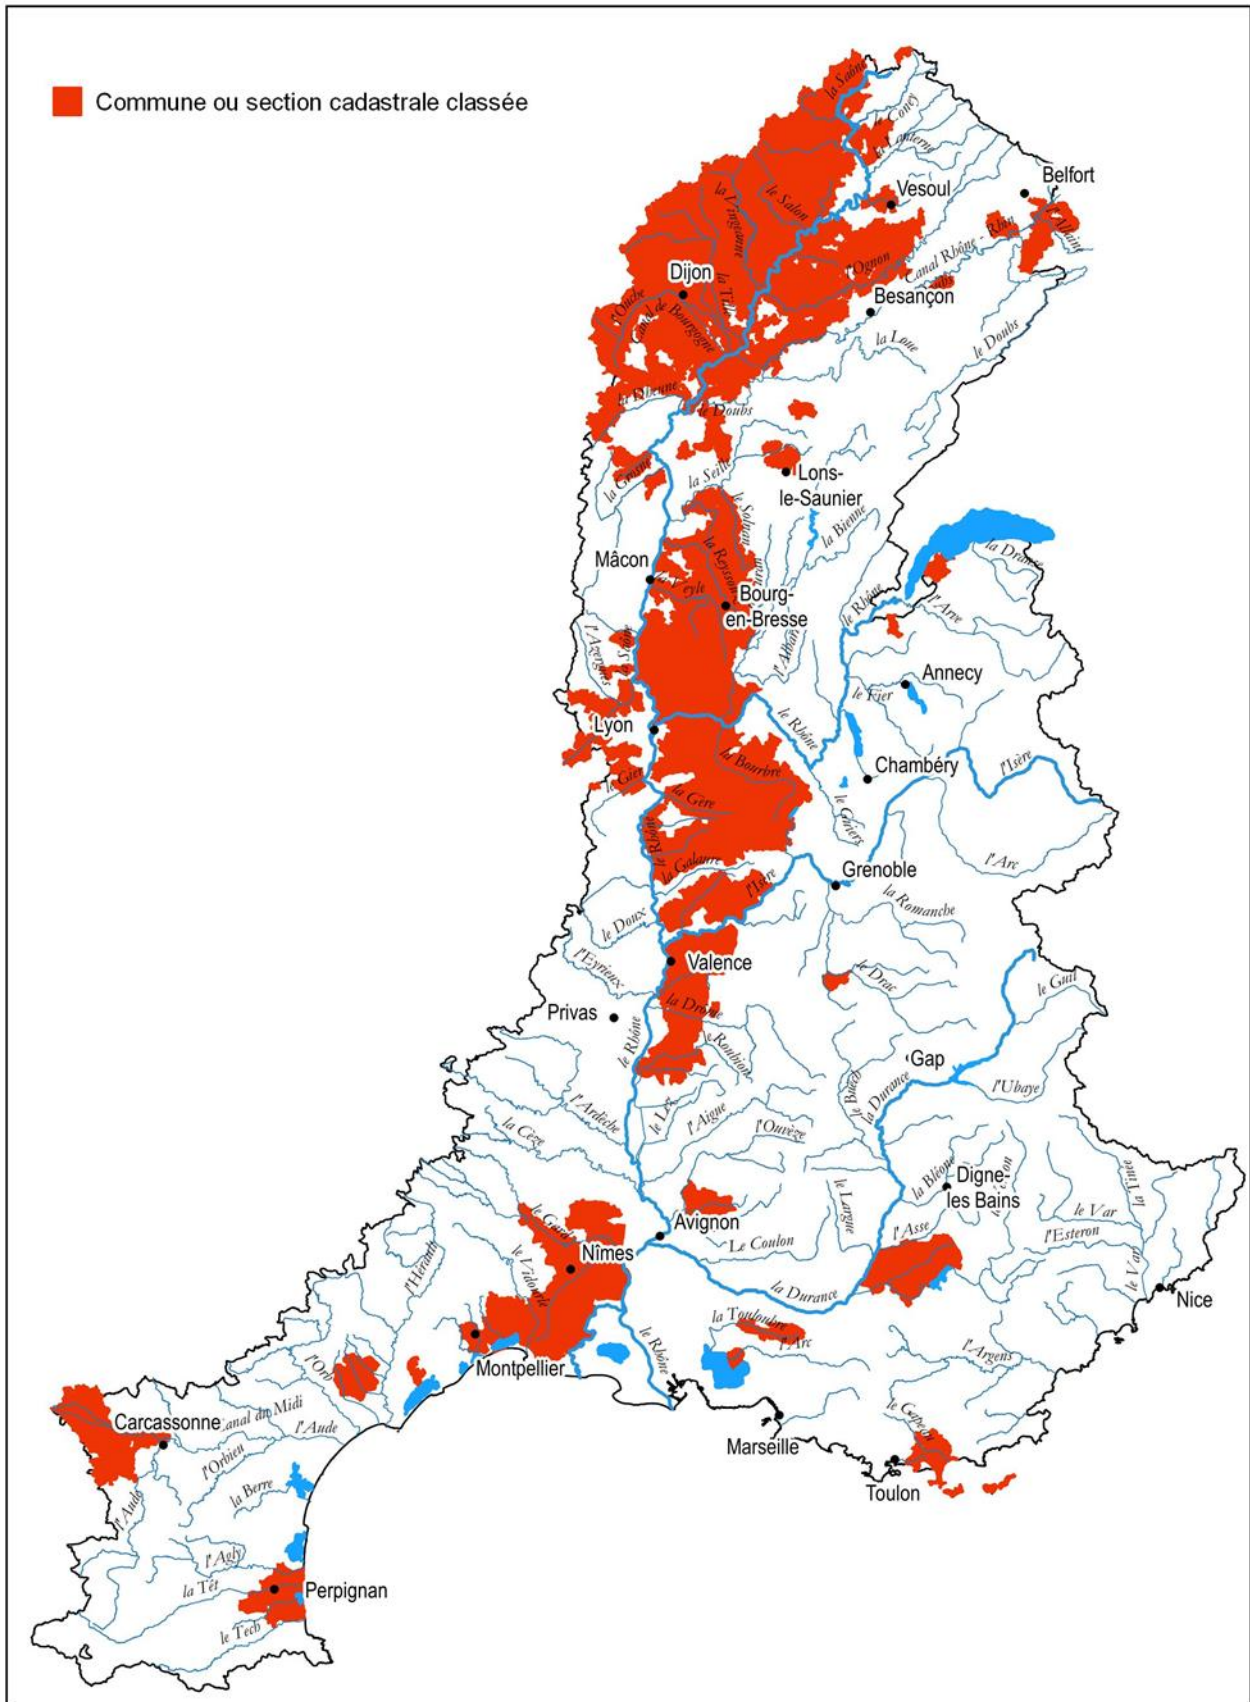 Commune ou section cadastrale classée
la Saône
le Coney
la Lanterne
Belfort
Vesoul
le Salon
la Vingeanne
l'Allaine
Canal Rhône - Rhin
l'Ognon
Dijon
la Tille
l'Ouche
Canal de Bourgogne
Besançon
la Loue
le Doubs
la Dheune
le Doubs
la Grosne
la Seille
Lons-
le-Saunier
le Solnan
la Bienne
la Dranse
Mâcon
la Reyssouze
la Veyle
Bourg-
en-Bresse
le Rhône
l'Arve
l'Azergues
la Saône
l'Albarine
Annecy
le Fier
Lyon
le Rhône
la Bourbre
Chambéry
l'Isère
le Gier
la Gère
le Guiers
le Rhône
l'Arc
la Galaure
Grenoble
l'Isère
la Romanche
le Doux
Valence
l'Eyrieux
le Drac
le Guil
la Drôme
Privas
le Rhône
le Roubion
Gap
le Buëch
la Durance
l'Ubaye
l'Ardèche
le Lez
l'Aigue
l'Ouvèze
la Cèze
la Tinée
la Bléone
Digne-
les Bains
le Largue
le Var
Avignon
le Gard
l'Asse
l'Esteron
Le Coulon
Nîmes
le Vidourle
l'Hérault
le Var
la Durance
Nice
la Touloubre
l'Arc
le Rhône
l'Argens
Montpellier
l'Orb
Canal du Midi
Carcassonne
l'Aude
le Gapeau
Marseille
l'Orbieu
Toulon
la Berre
l'Aude
l'Agly
la Têt
Perpignan
le Tech